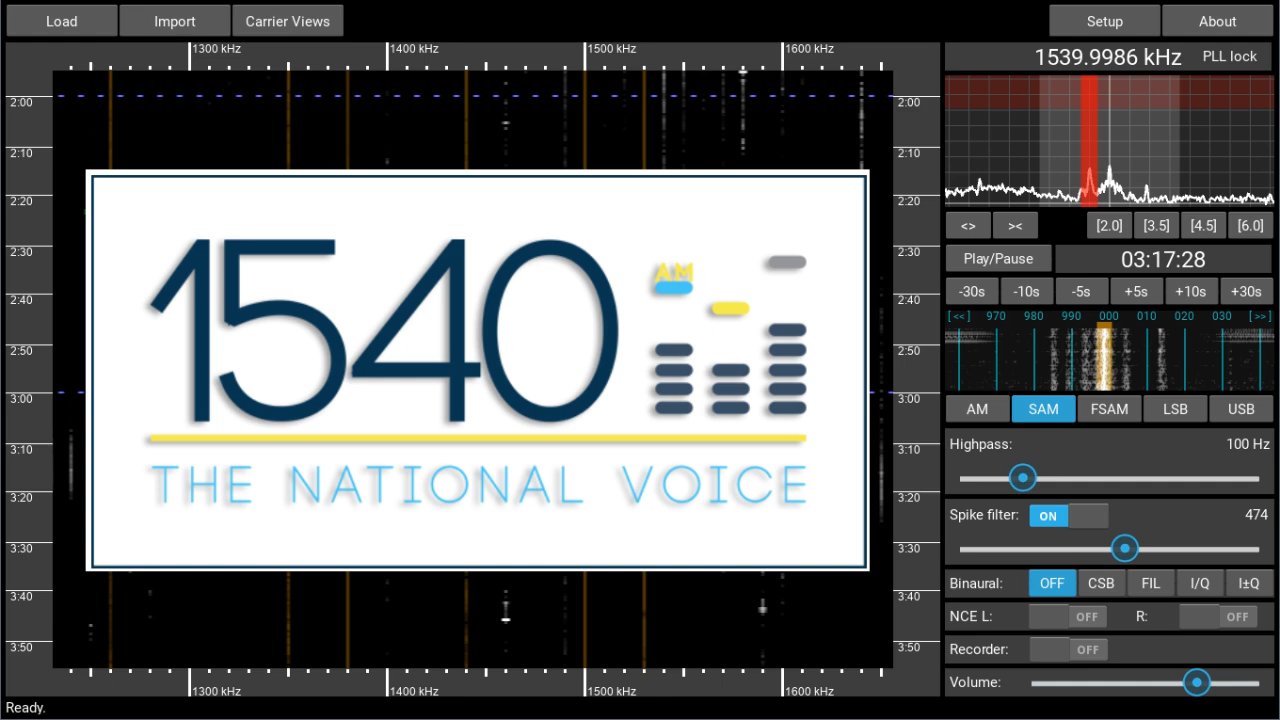 Load Import Carrier Views Setup About
1300 kHz 1400 kHz 1500 kHz 1600 kHz
1539.9986 kHz PLL lock
2:00 2:00
2:10 2:10
2:20 2:20
2:30 2:30
2:40 2:40
2:50 2:50
3:00 3:00
3:10 3:10
3:20 3:20
3:30 3:30
3:40 3:40
3:50 3:50
1300 kHz 1400 kHz 1500 kHz 1600 kHz
1540 AM
THE NATIONAL VOICE
<> >< [2.0] [3.5] [4.5] [6.0]
Play/Pause 03:17:28
-30s -10s -5s +5s +10s +30s
[<<] 970 980 990 000 010 020 030 [>>]
AM SAM FSAM LSB USB
Highpass: 100 Hz
Spike filter: ON 474
Binaural: OFF CSB FIL I/Q I±Q
NCE L: OFF R: OFF
Recorder: OFF
Volume:
Ready.